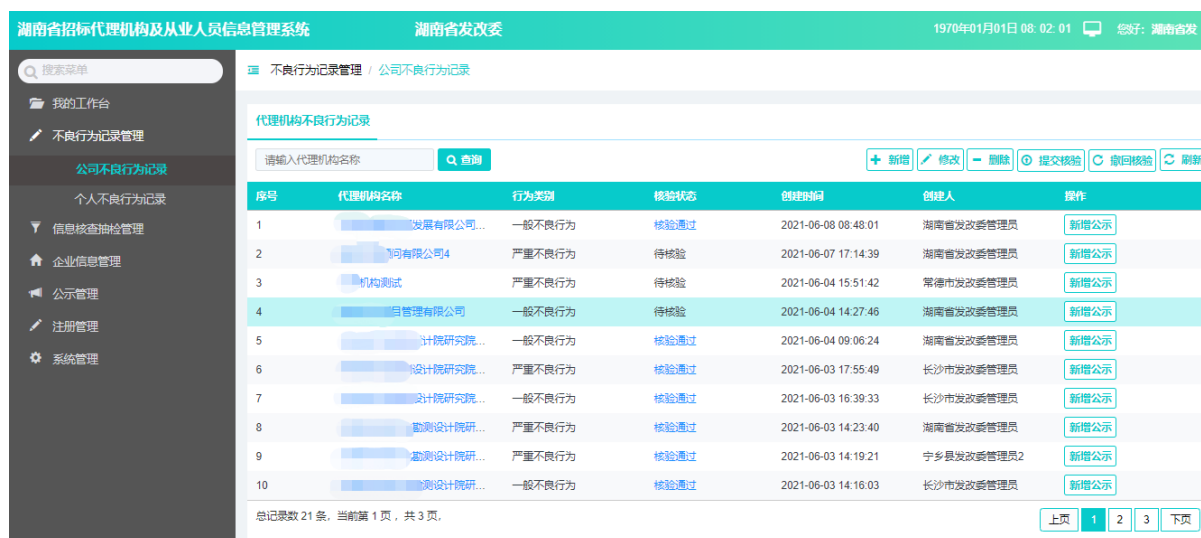 湖南省招标代理机构及从业人员信息管理系统 湖南省发改委 1970年01月01日 08: 02: 01 您好: 湖南省发
搜索菜单
不良行为记录管理 / 公司不良行为记录
我的工作台
不良行为记录管理
公司不良行为记录
个人不良行为记录
信息核查抽检管理
企业信息管理
公示管理
注册管理
系统管理
代理机构不良行为记录
请输入代理机构名称 查询 新增 修改 删除 提交核验 撤回核验 刷新
序号 代理机构名称 行为类别 核验状态 创建时间 创建人 操作
1 发展有限公司... 一般不良行为 核验通过 2021-06-08 08:48:01 湖南省发改委管理员 新增公示
2 问有限公司4 严重不良行为 待核验 2021-06-07 17:14:39 湖南省发改委管理员 新增公示
3 机构测试 严重不良行为 待核验 2021-06-04 15:51:42 常德市发改委管理员 新增公示
4 目管理有限公司 一般不良行为 待核验 2021-06-04 14:27:46 湖南省发改委管理员 新增公示
5 计院研究院... 一般不良行为 核验通过 2021-06-04 09:06:24 湖南省发改委管理员 新增公示
6 设计院研究院... 严重不良行为 核验通过 2021-06-03 17:55:49 长沙市发改委管理员 新增公示
7 设计院研究院... 一般不良行为 核验通过 2021-06-03 16:39:33 长沙市发改委管理员 新增公示
8 勘测设计院研... 严重不良行为 核验通过 2021-06-03 14:23:40 湖南省发改委管理员 新增公示
9 勘测设计院研... 严重不良行为 核验通过 2021-06-03 14:19:21 宁乡县发改委管理员2 新增公示
10 测设计院研... 一般不良行为 核验通过 2021-06-03 14:16:03 长沙市发改委管理员 新增公示
总记录数 21 条, 当前第 1 页 , 共 3 页, 上页 1 2 3 下页